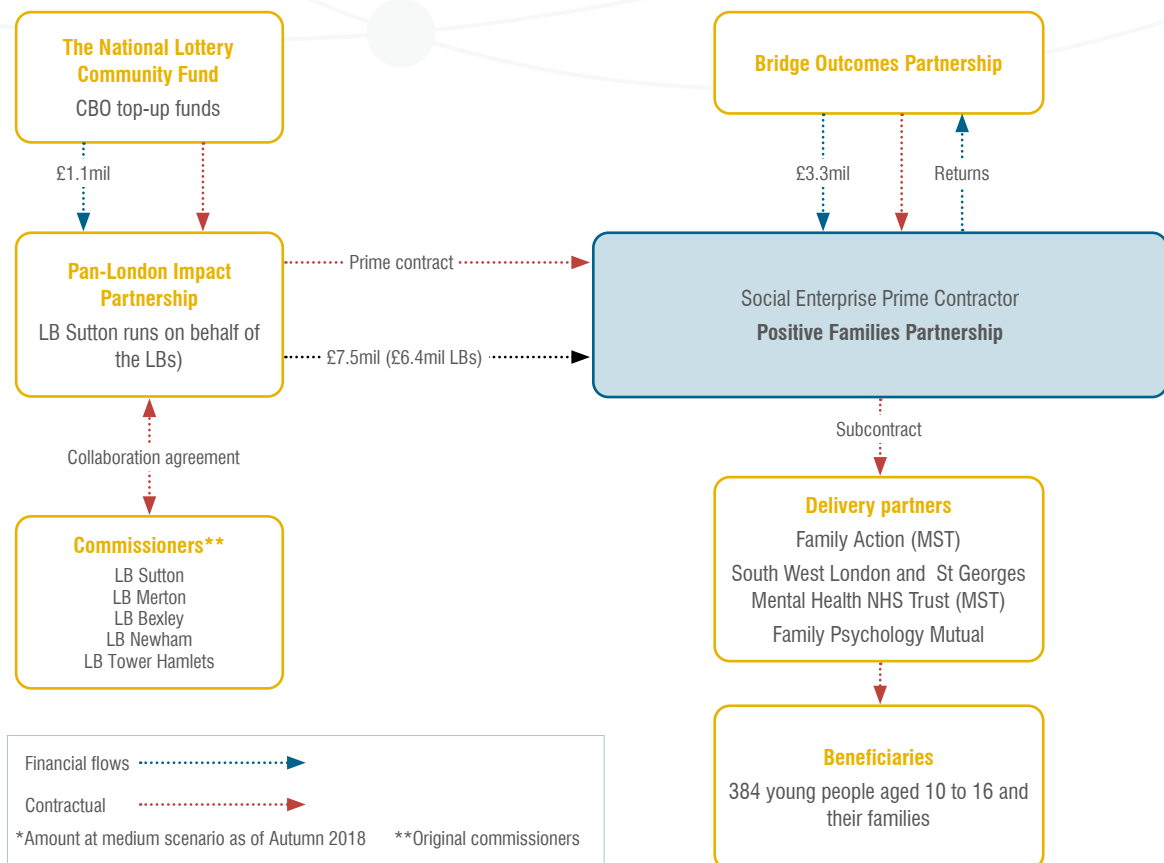 The National Lottery
Community Fund
CBO top-up funds
Bridge Outcomes Partnership
£1.1mil
£3.3mil
Returns
Pan-London Impact
Partnership
LB Sutton runs on behalf of
the LBs)
Prime contract
£7.5mil (£6.4mil LBs)
Social Enterprise Prime Contractor
Positive Families Partnership
Collaboration agreement
Subcontract
Commissioners**
LB Sutton
LB Merton
LB Bexley
LB Newham
LB Tower Hamlets
Delivery partners
Family Action (MST)
South West London and St Georges
Mental Health NHS Trust (MST)
Family Psychology Mutual
Beneficiaries
384 young people aged 10 to 16 and
their families
Financial flows
Contractual
*Amount at medium scenario as of Autumn 2018 **Original commissioners